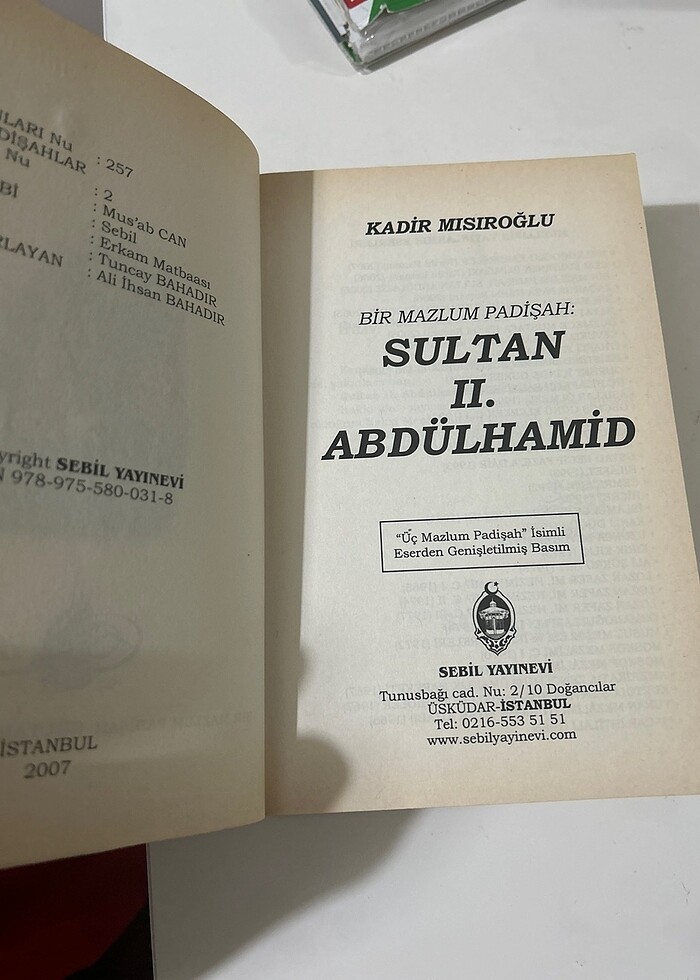 LARI Nu : 257
DİŞAHLAR
Nu : 2
Bİ : Mus'ab CAN
: Sebil
: Erkam Matbaası
RLAYAN : Tuncay BAHADIR
: Ali İhsan BAHADIR
yright SEBİL YAYINEVİ
N 978-975-580-031-8
İSTANBUL
2007
KADİR MISIROĞLU
BİR MAZLUM PADİŞAH:
SULTAN
II.
ABDÜLHAMİD
“Üç Mazlum Padişah” İsimli
Eserden Genişletilmiş Basım
SEBİL YAYINEVİ
Tunusbağı cad. Nu: 2/10 Doğancılar
ÜSKÜDAR-İSTANBUL
Tel: 0216-553 51 51
www.sebilyayinevi.com